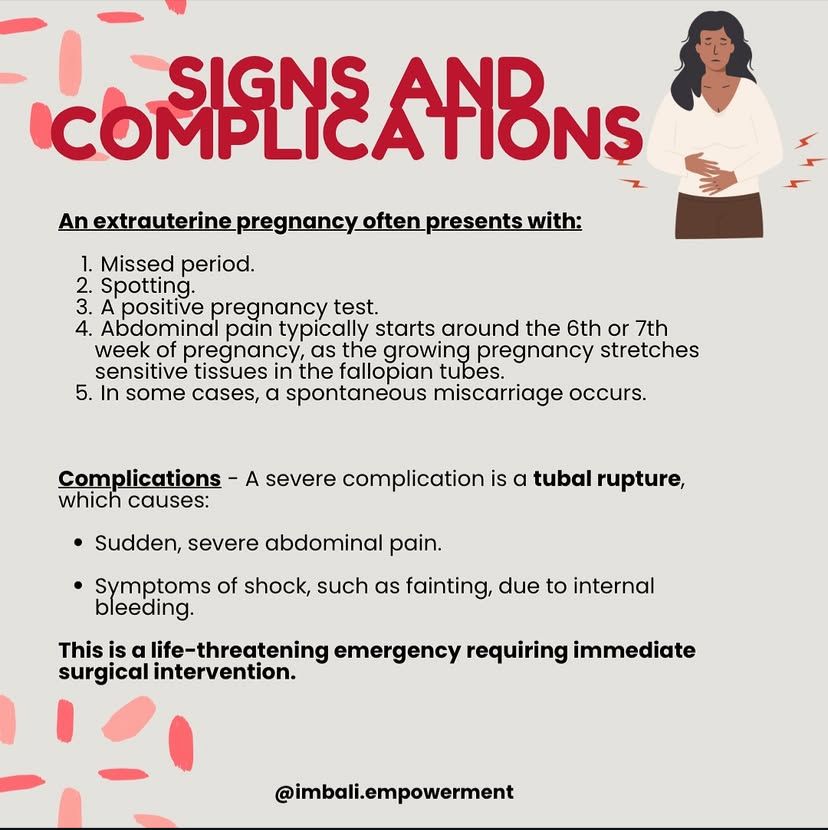 SIGNS AND
COMPLICATIONS
An extrauterine pregnancy often presents with:
1. Missed period.
2. Spotting.
3. A positive pregnancy test.
4. Abdominal pain typically starts around the 6th or 7th
week of pregnancy, as the growing pregnancy stretches
sensitive tissues in the fallopian tubes.
5. In some cases, a spontaneous miscarriage occurs.
Complications - A severe complication is a tubal rupture,
which causes:
• Sudden, severe abdominal pain.
• Symptoms of shock, such as fainting, due to internal
bleeding.
This is a life-threatening emergency requiring immediate
surgical intervention.
@imbali.empowerment